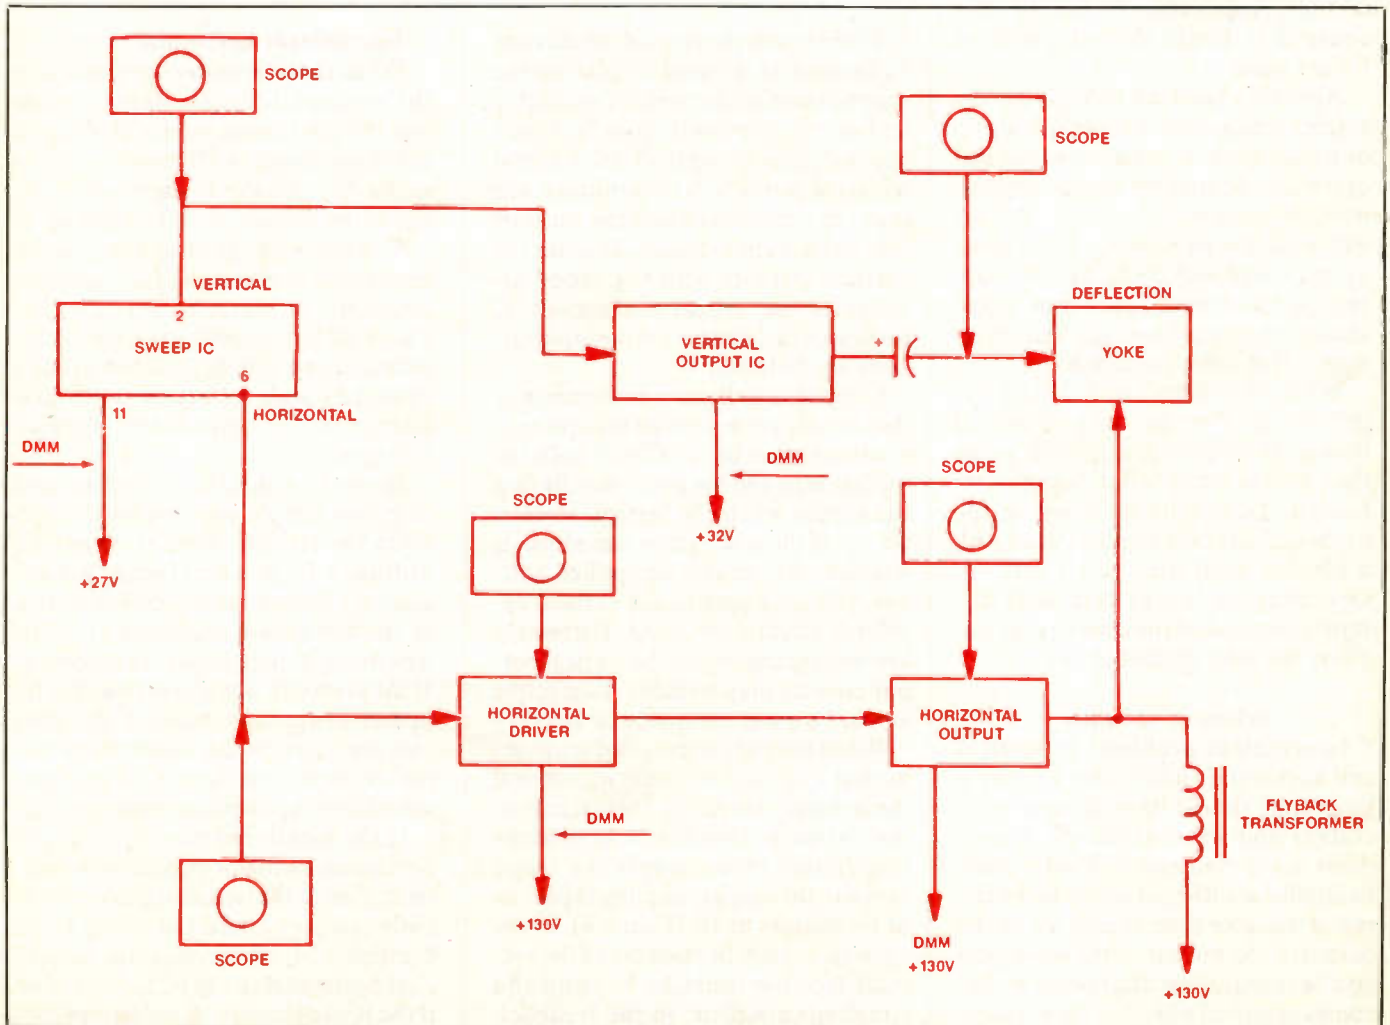 SCOPE
SCOPE
VERTICAL
2
SWEEP IC
6
11
HORIZONTAL
DMM
+27V
VERTICAL
OUTPUT IC
+
DEFLECTION
YOKE
DMM
+32V
SCOPE
SCOPE
HORIZONTAL
DRIVER
HORIZONTAL
OUTPUT
DMM
+130V
DMM
+130V
FLYBACK
TRANSFORMER
+130V
SCOPE